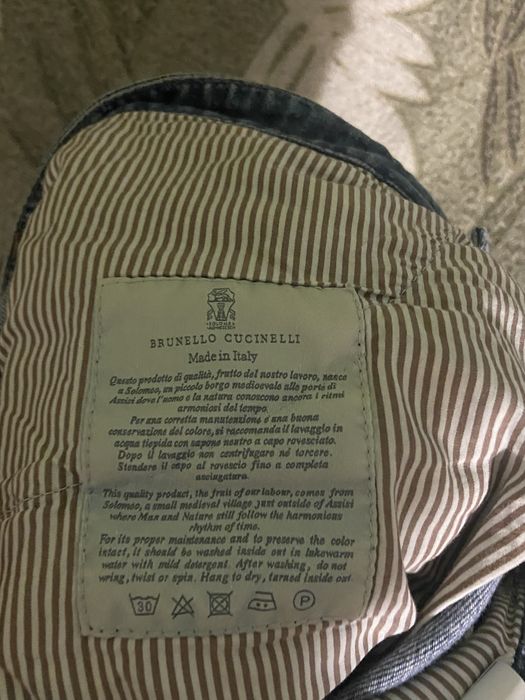 SOLOMEO
BRUNELLO CUCINELLI
Made in Italy
Questo prodotto di qualità, frutto del nostro lavoro, nasce
a Solomeo, un piccolo borgo medioevale alle porte di
Assisi dove l'uomo e la natura conoscono ancora i ritmi
armoniosi del tempo.
Per una corretta manutenzione e una buona
conservazione del colore, si raccomanda il lavaggio in
acqua tiepida con sapone neutro a capo rovesciato.
Dopo il lavaggio non centrifugare né torcere.
Stendere il capo al rovescio fino a completa
asciugatura.
This quality product, the fruit of our labour, comes from
Solomeo, a small medieval village just outside of Assisi
where Man and Nature still follow the harmonious
rhythm of time.
For its proper maintenance and to preserve the color
intact, it should be washed inside out in lukewarm
water with mild detergent. After washing, do not
wring, twist or spin. Hang to dry, turned inside out
30 P